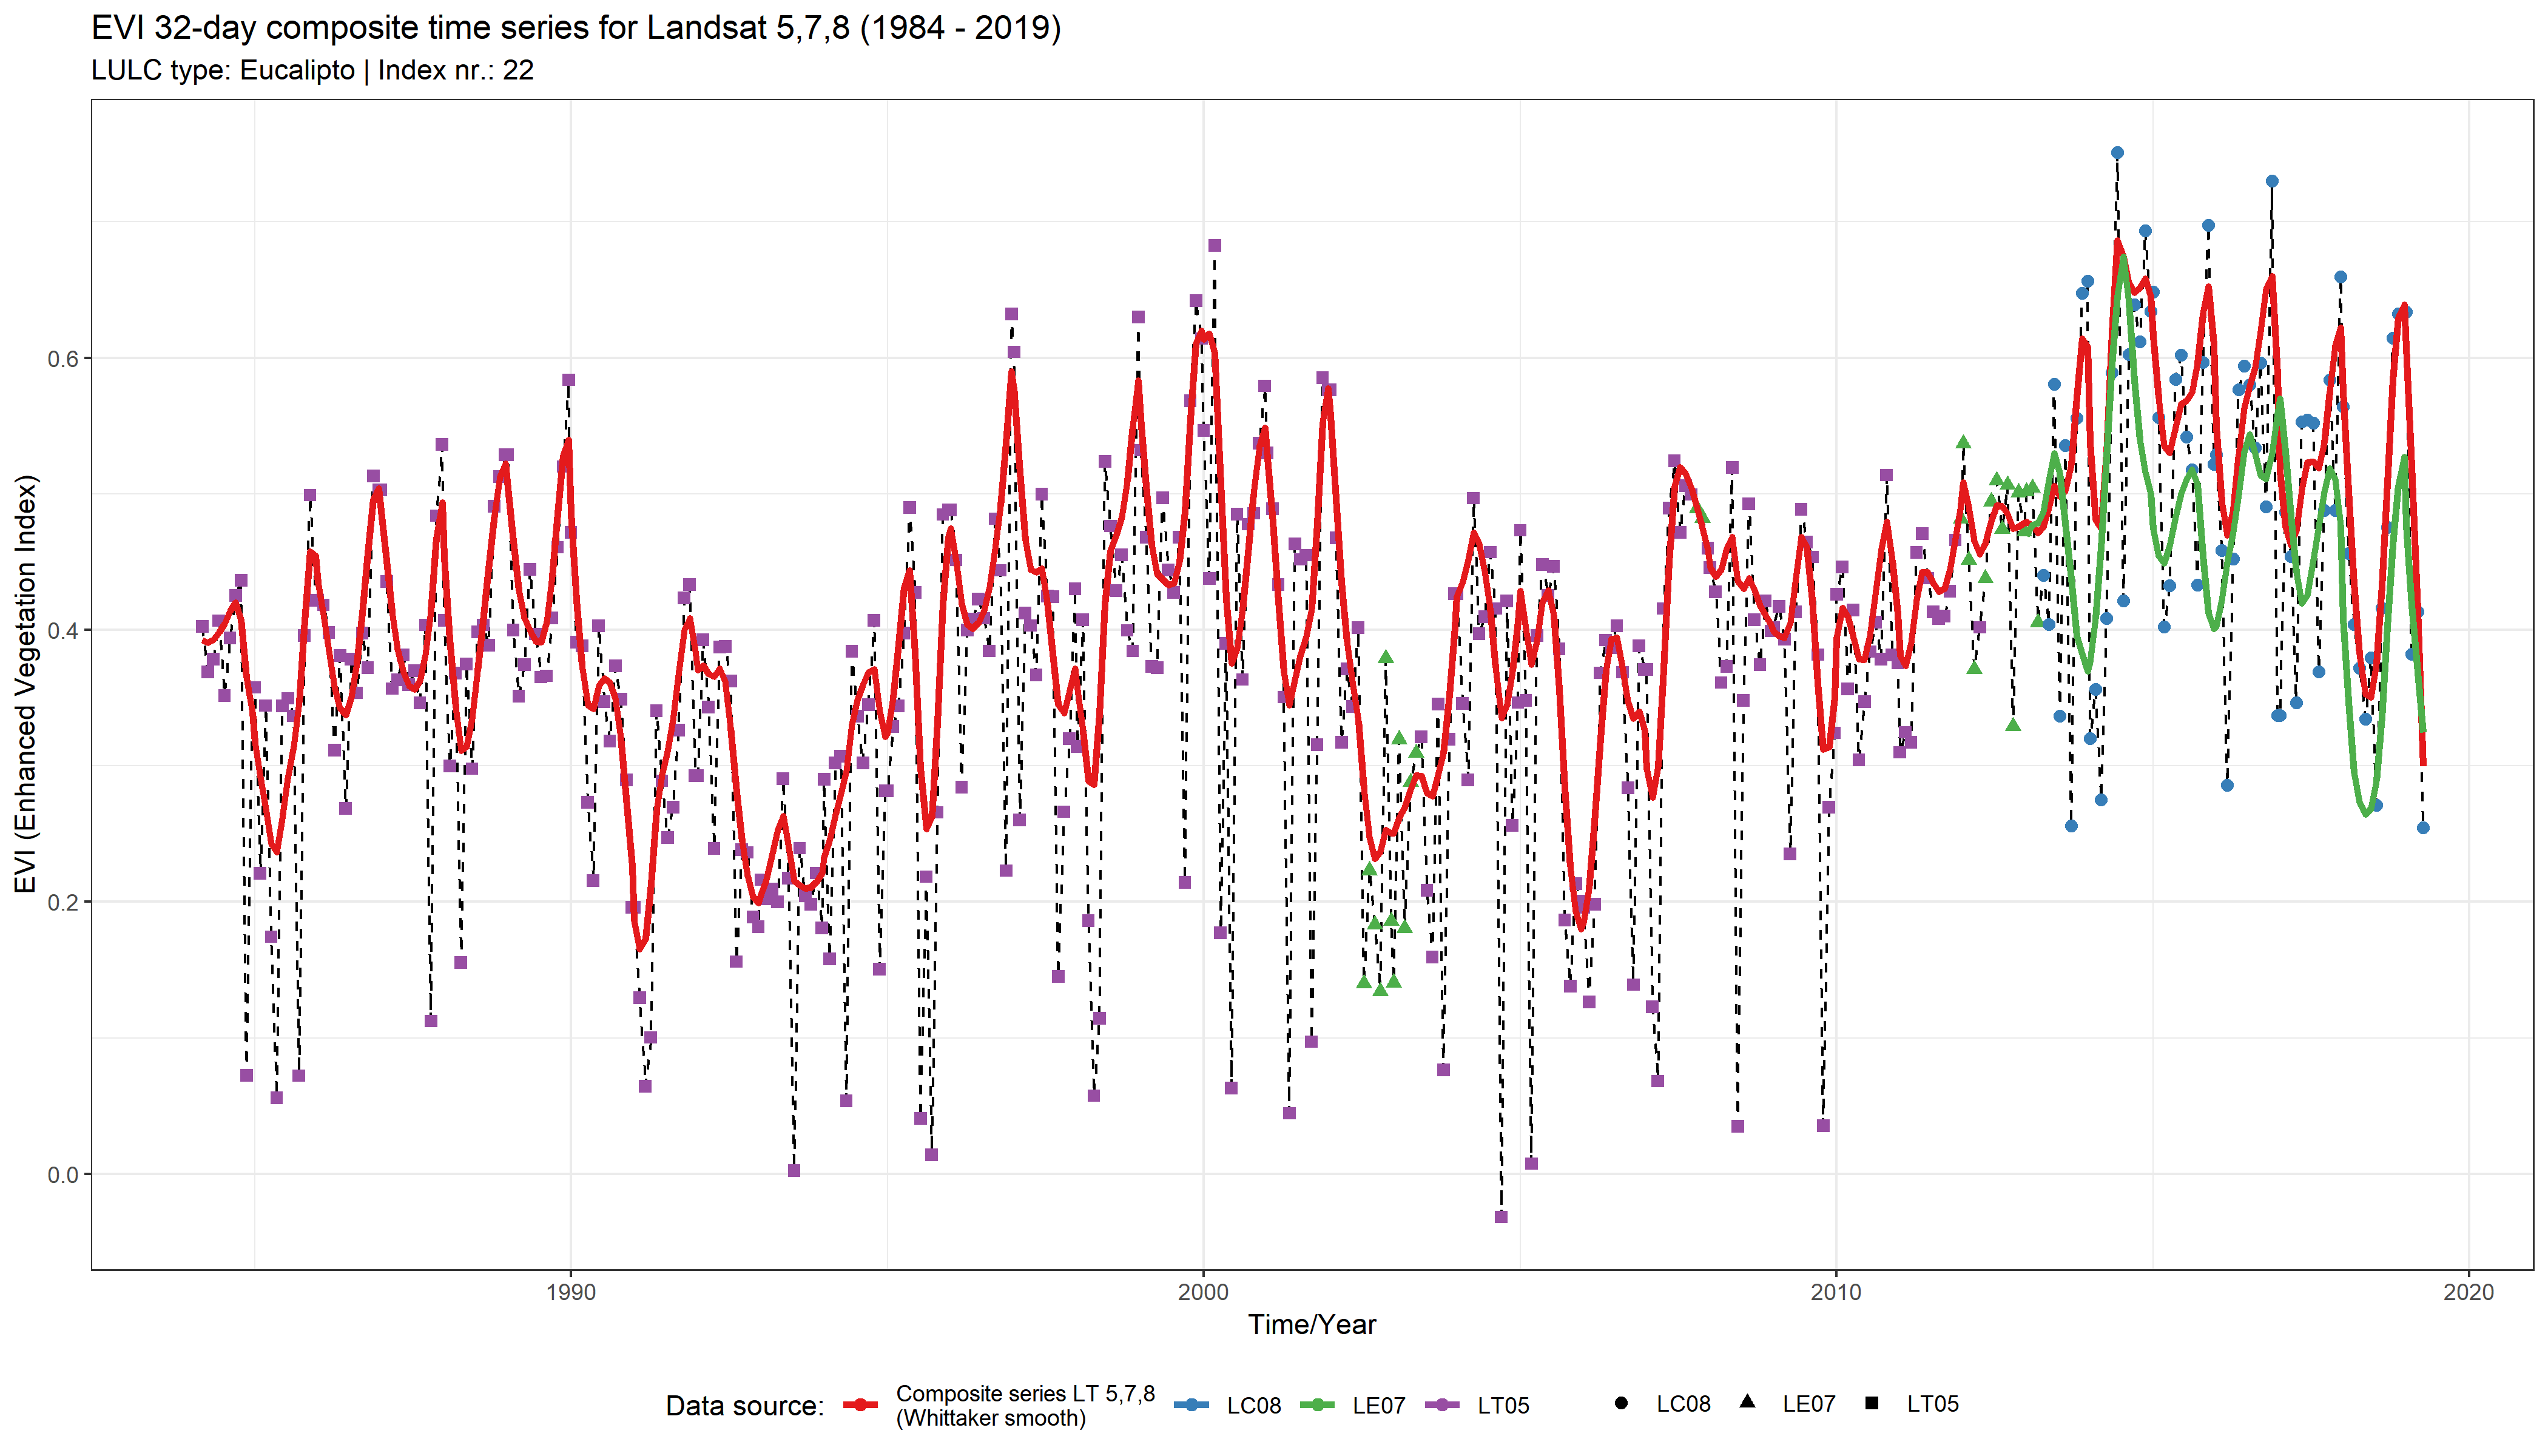 EVI 32-day composite time series for Landsat 5,7,8 (1984 - 2019)
LULC type: Eucalipto | Index nr.: 22
EVI (Enhanced Vegetation Index)
0.6
0.4
0.2
0.0
1990 2000 2010 2020
Time/Year
Data source: Composite series LT 5,7,8 (Whittaker smooth) LC08 LE07 LT05 LC08 LE07 LT05